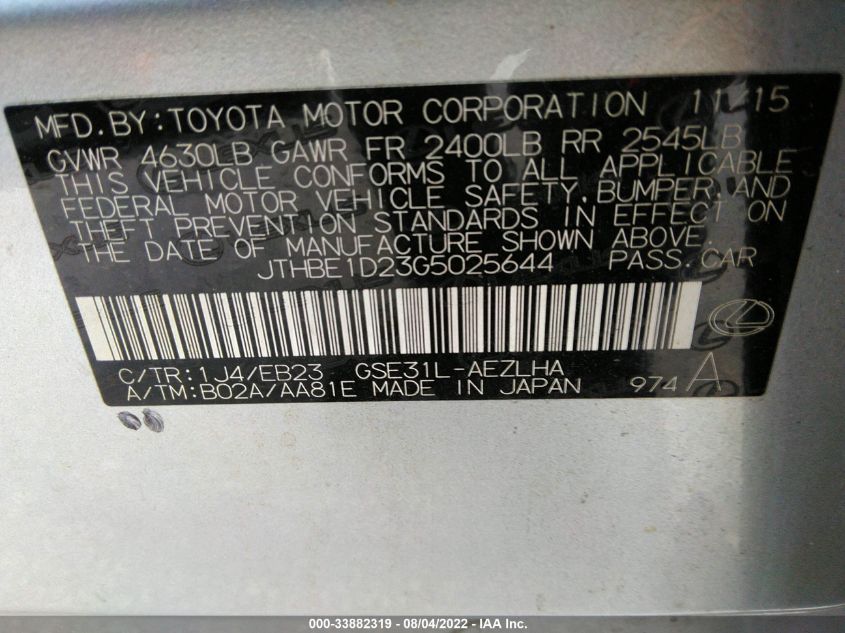 MFD.BY:TOYOTA MOTOR CORPORATION 11/15
GVWR 4630LB GAWR FR 2400LB RR 2545LB
THIS VEHICLE CONFORMS TO ALL APPLICABLE
FEDERAL MOTOR VEHICLE SAFETY,BUMPER,AND
THEFT PREVENTION STANDARDS IN EFFECT ON
THE DATE OF MANUFACTURE SHOWN ABOVE.
JTHBE1D23G5025644 PASS.CAR
C/TR:1J4/EB23 GSE31L-AEZLHA
A/TM:B02A/AA81E MADE IN JAPAN 974 A
000-33882319 - 08/04/2022 - IAA Inc.